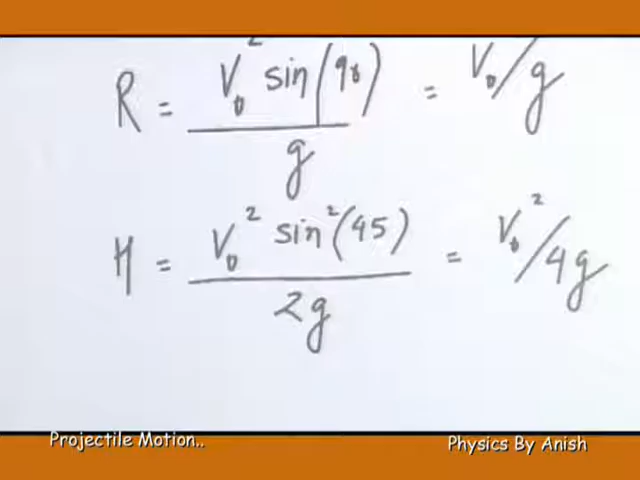 R = V₀² sin(90) / g = V₀ / g
H = V₀² sin²(45) / 2g = V₀² / 4g
Projectile Motion..
Physics By Anish